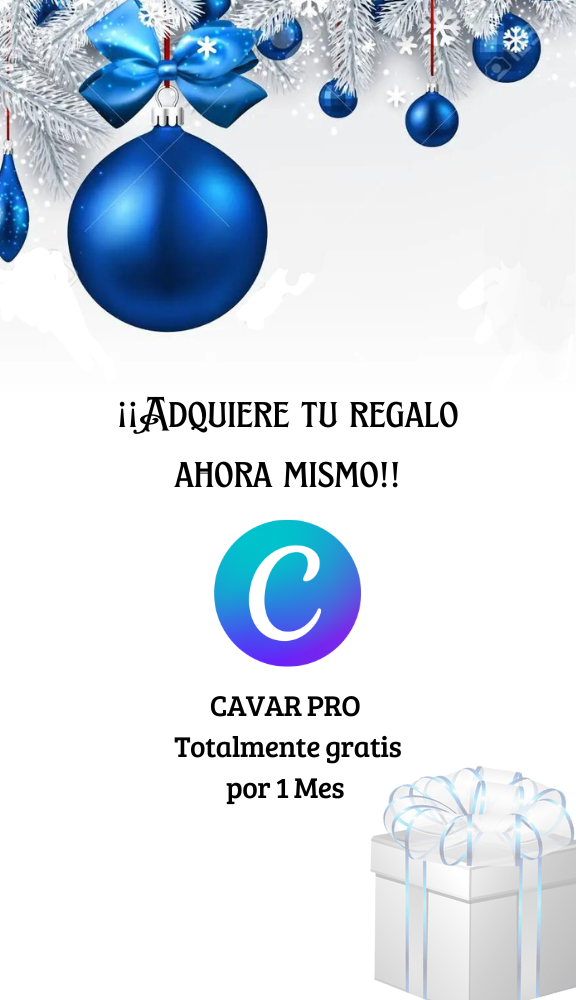 ¡¡ADQUIERE TU REGALO
AHORA MISMO!!
C
CAVAR PRO
Totalmente gratis
por 1 Mes